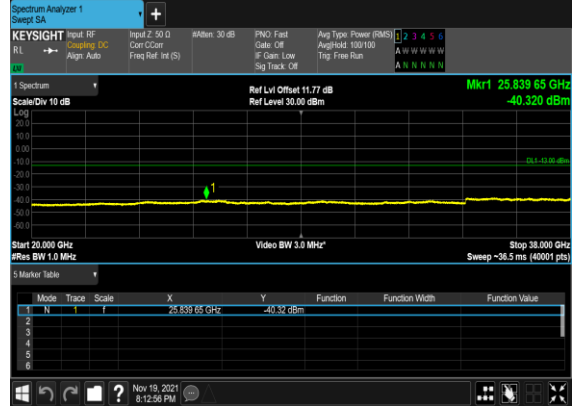 Spectrum Analyzer 1
Swept SA
+
KEYSIGHT Input: RF Input Z: 50 Ω #Atten: 30 dB PNO: Fast Avg Type: Power (RMS) 1 2 3 4 5 6
RL Coupling: DC Corr CCorr Gate: Off Avg|Hold: 100/100 A W W W W W
Align: Auto Freq Ref: Int (S) IF Gain: Low Trig: Free Run
Sig Track: Off A N N N N N
1 Spectrum
Ref Lvl Offset 11.77 dB Mkr1 25.839 65 GHz
Scale/Div 10 dB Ref Level 30.00 dBm -40.320 dBm
Log
20.0
10.0
0.00
-10.0
DL1 -13.00 dBm
-20.0
-30.0
1
-40.0
-50.0
-60.0
Start 20.000 GHz Video BW 3.0 MHz* Stop 38.000 GHz
#Res BW 1.0 MHz Sweep ~36.5 ms (40001 pts)
5 Marker Table
Mode Trace Scale X Y Function Function Width Function Value
1 N 1 f 25.839 65 GHz -40.32 dBm
2
3
4
5
6
? Nov 19, 2021
8:12:56 PM